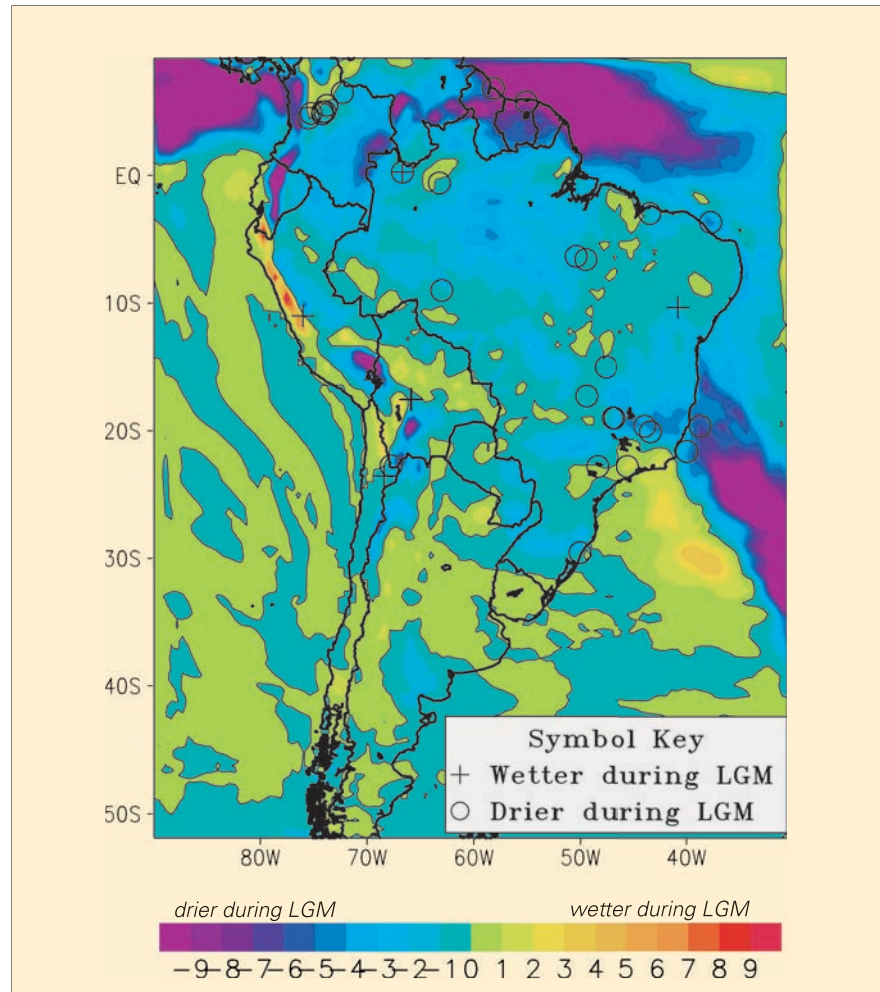 EQ
10S
20S
30S
40S
50S
Symbol Key
+ Wetter during LGM
○ Drier during LGM
80W 70W 60W 50W 40W
drier during LGM wetter during LGM
−9−8−7−6−5−4−3−2−1 0 1 2 3 4 5 6 7 8 9